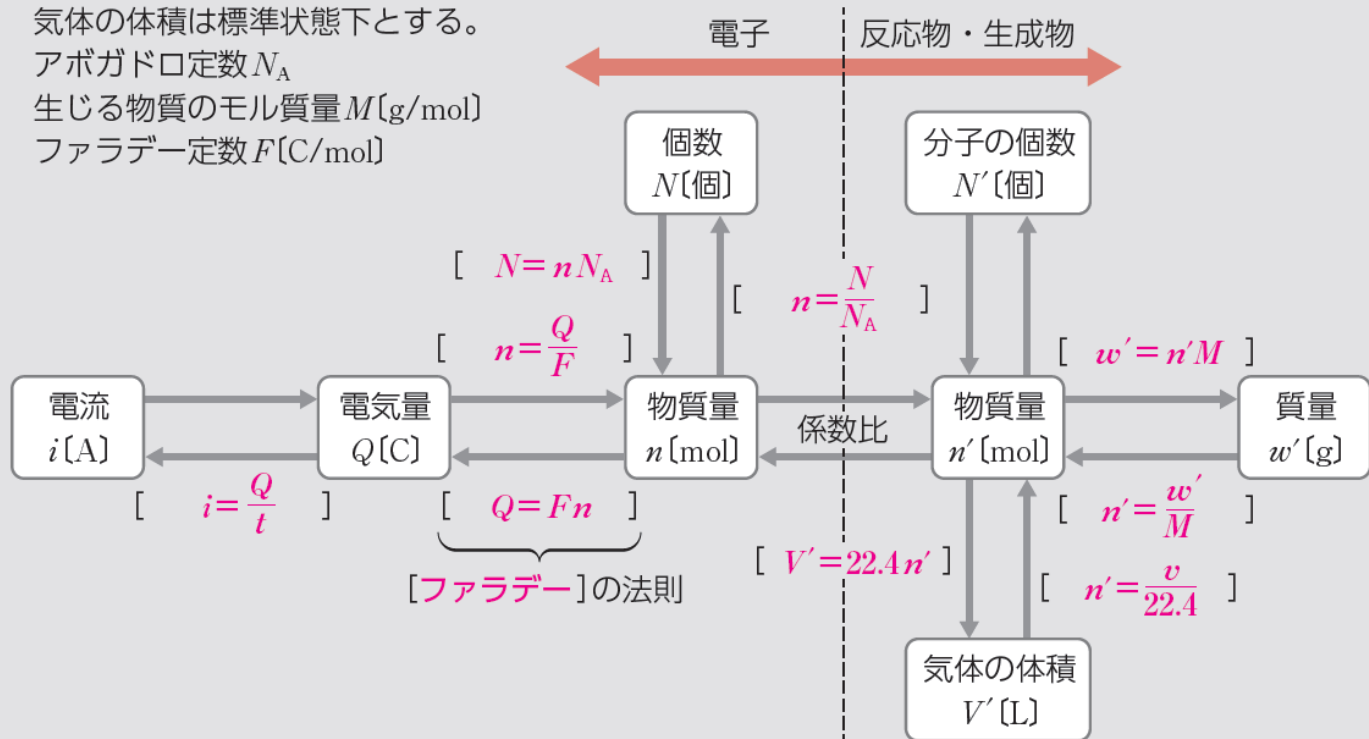 気体の体積は標準状態下とする。
アボガドロ定数N_A
生じる物質のモル質量M〔g/mol〕
ファラデー定数F〔C/mol〕
電子
反応物・生成物
個数
N〔個〕
分子の個数
N′〔個〕
[ N=nN_A ]
[ n=N/N_A ]
[ n=Q/F ]
[ w′=n′M ]
電流
i〔A〕
電気量
Q〔C〕
物質量
n〔mol〕
係数比
物質量
n′〔mol〕
質量
w′〔g〕
[ i=Q/t ]
[ Q=Fn ]
[ n′=w′/M ]
[ V′=22.4n′ ]
[ファラデー]の法則
[ n′=v/22.4 ]
気体の体積
V′〔L〕